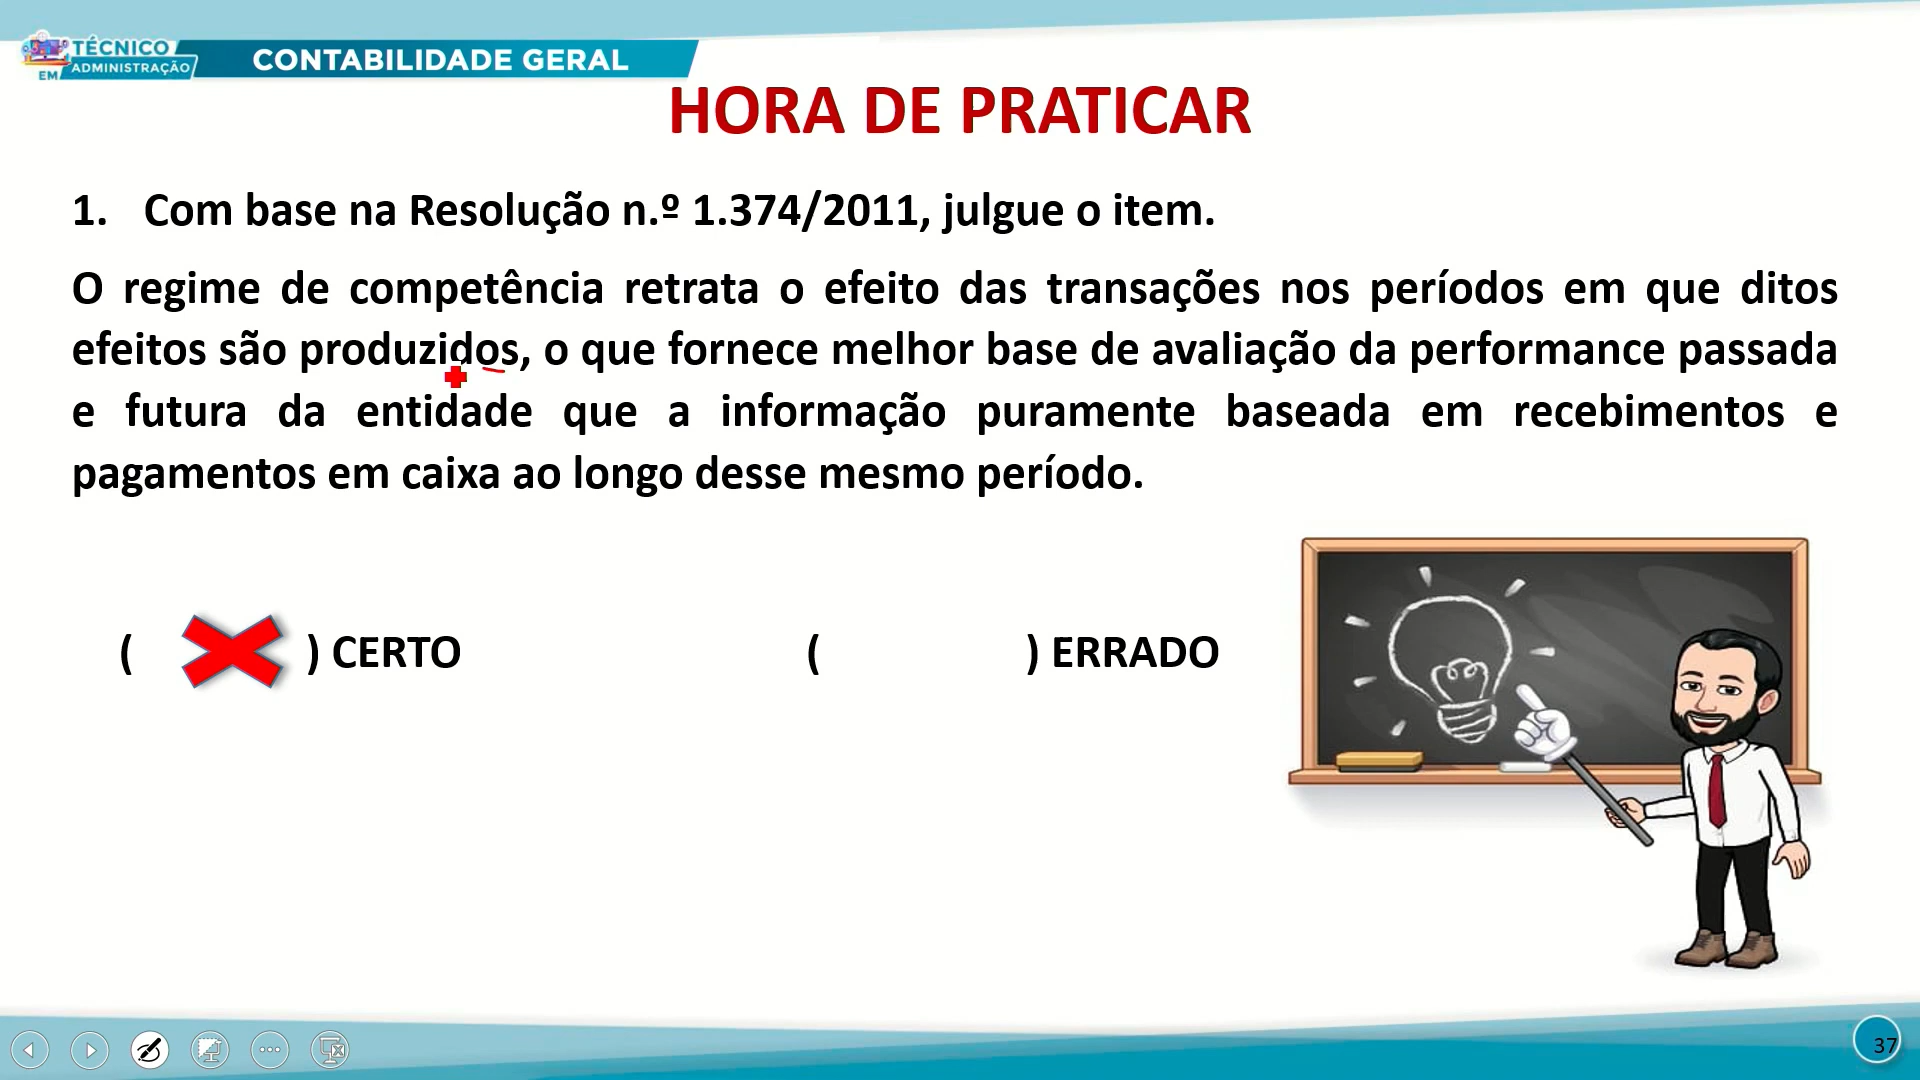 TÉCNICO
EM ADMINISTRAÇÃO
CONTABILIDADE GERAL
HORA DE PRATICAR
1. Com base na Resolução n.º 1.374/2011, julgue o item.
O regime de competência retrata o efeito das transações nos períodos em que ditos
efeitos são produzidos, o que fornece melhor base de avaliação da performance passada
e futura da entidade que a informação puramente baseada em recebimentos e
pagamentos em caixa ao longo desse mesmo período.
( ) CERTO ( ) ERRADO
37